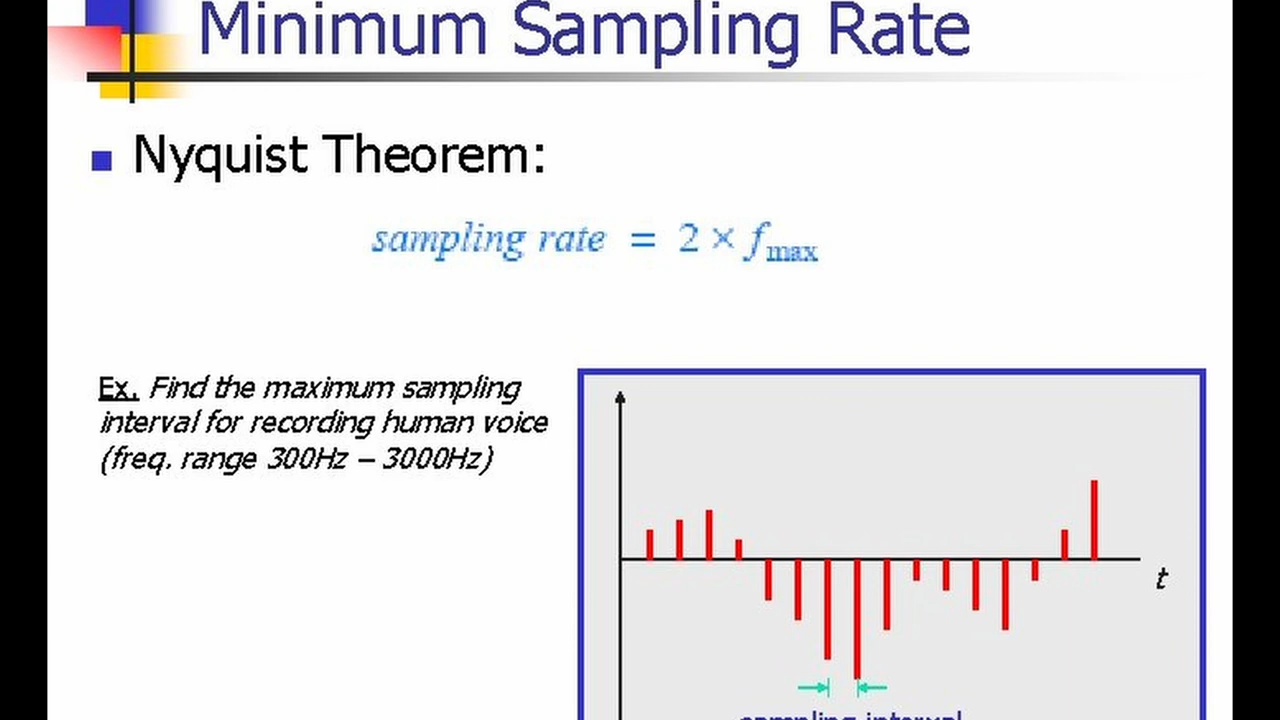 Minimum Sampling Rate
Nyquist Theorem:
sampling rate = 2 × fmax
Ex. Find the maximum sampling
interval for recording human voice
(freq. range 300Hz – 3000Hz)
t
sampling interval